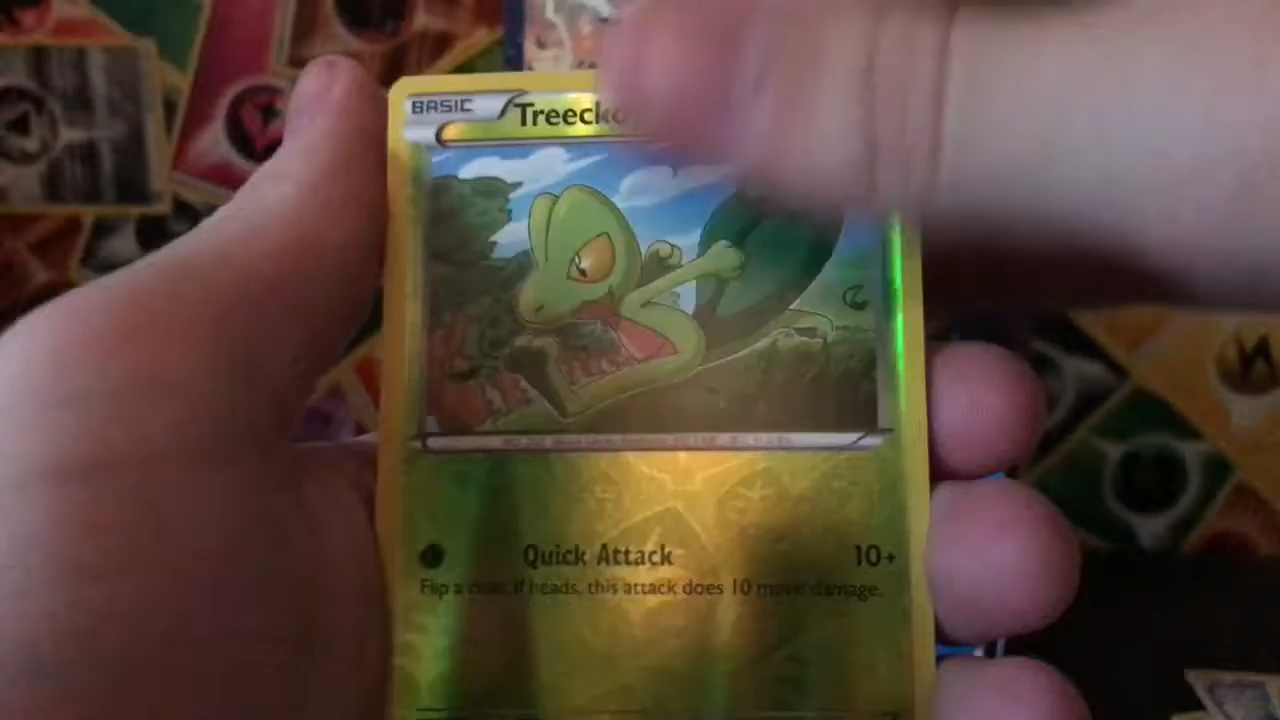 BASIC
Treecko
Quick Attack 10+
Flip a coin. If heads, this attack does 10 more damage.